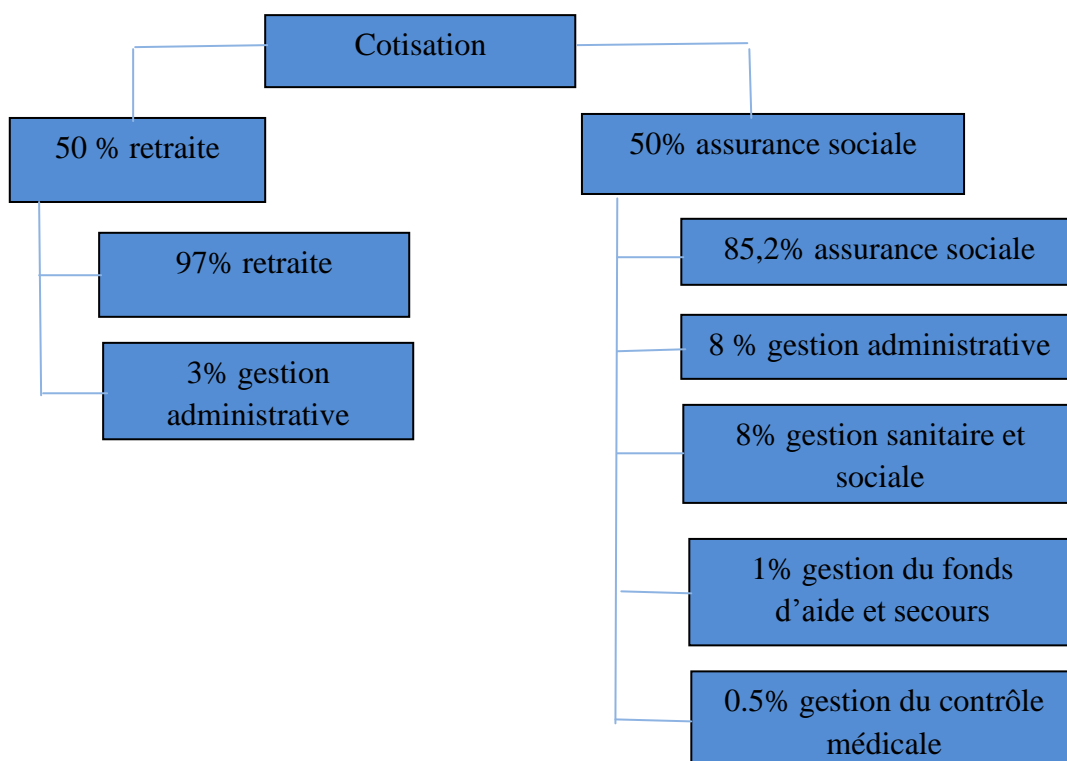 Cotisation
50 % retraite
97% retraite
3% gestion
administrative
50% assurance sociale
85,2% assurance sociale
8 % gestion administrative
8% gestion sanitaire et
sociale
1% gestion du fonds
d’aide et secours
0.5% gestion du contrôle
médicale